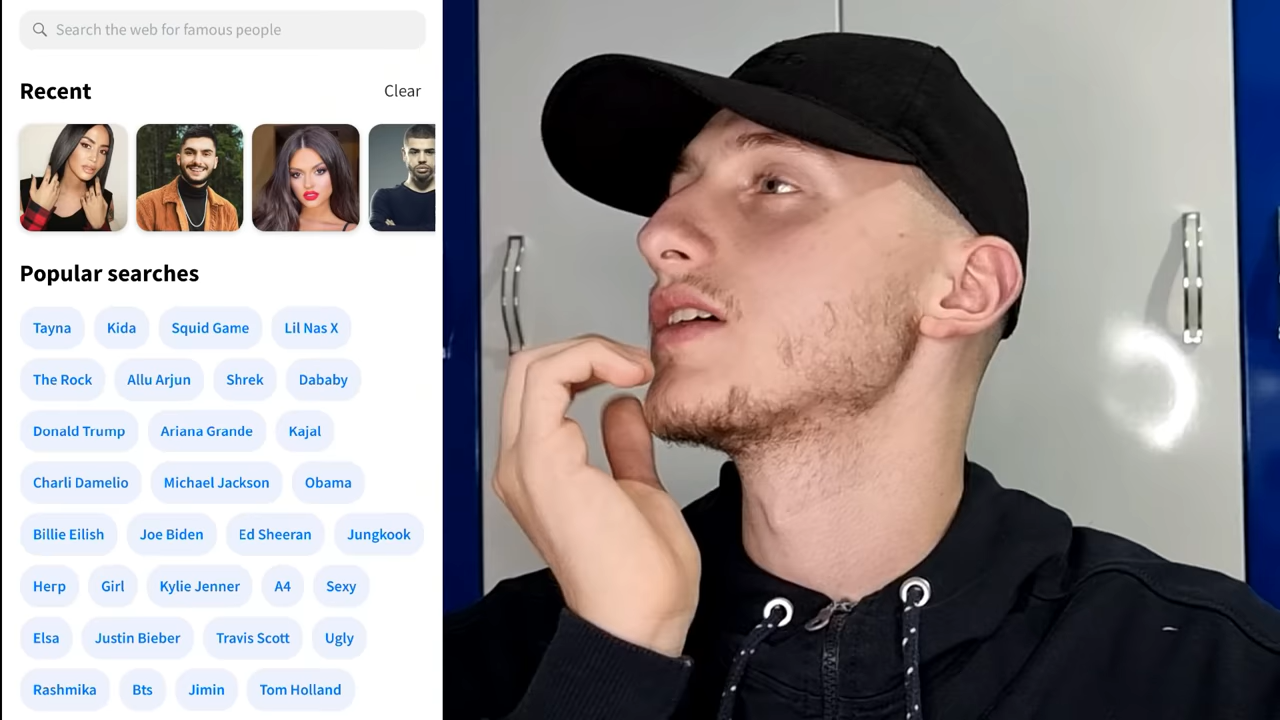 Search the web for famous people
Recent Clear
Popular searches
Tayna Kida Squid Game Lil Nas X
The Rock Allu Arjun Shrek Dababy
Donald Trump Ariana Grande Kajal
Charli Damelio Michael Jackson Obama
Billie Eilish Joe Biden Ed Sheeran Jungkook
Herp Girl Kylie Jenner A4 Sexy
Elsa Justin Bieber Travis Scott Ugly
Rashmika Bts Jimin Tom Holland